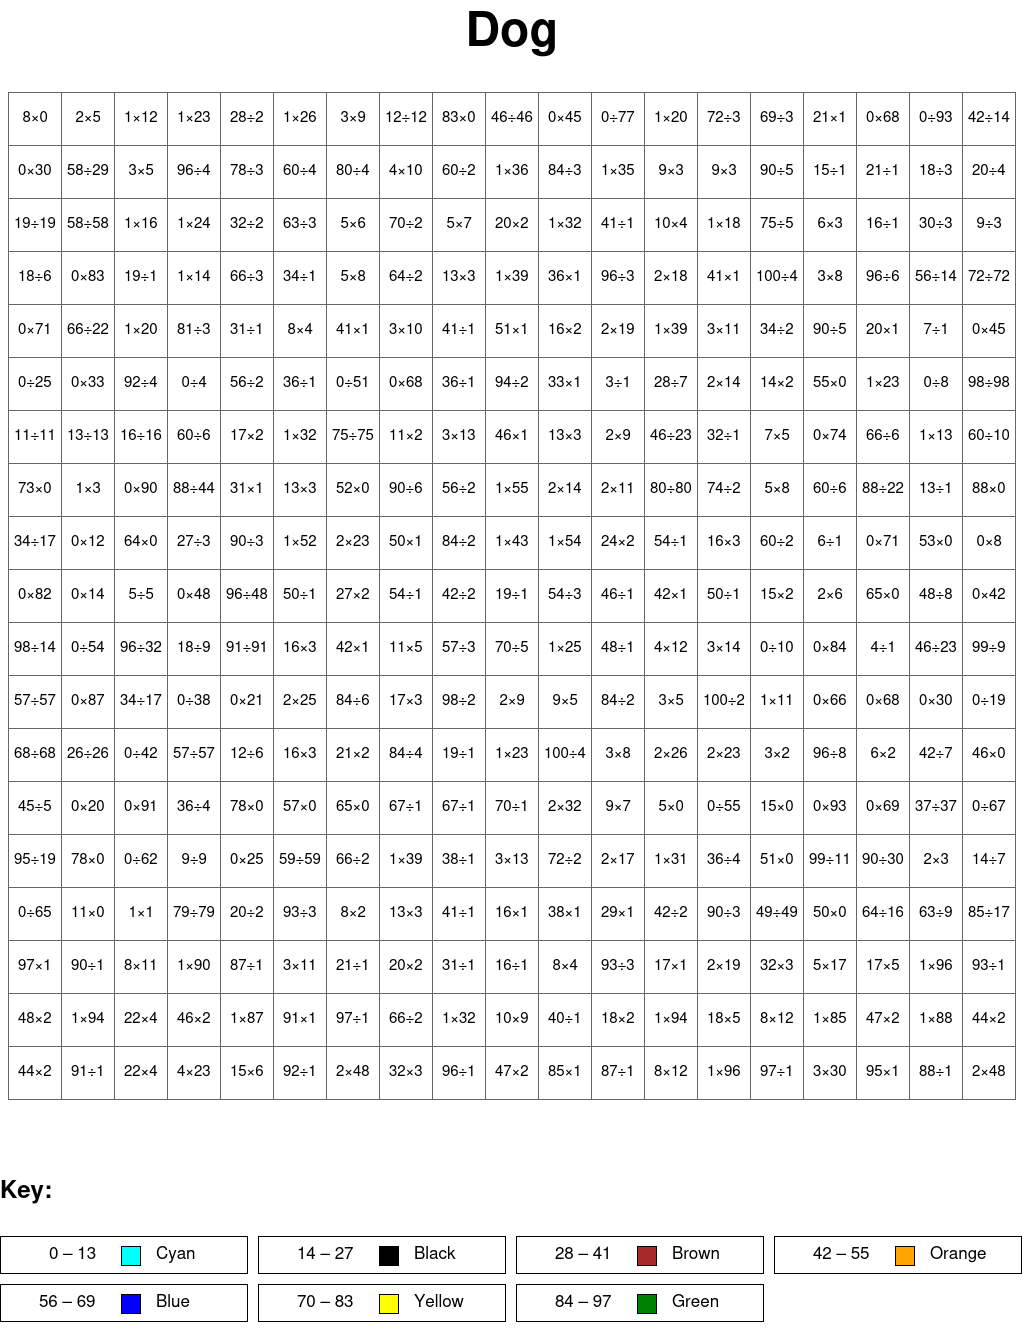 Dog
8×0 2×5 1×12 1×23 28÷2 1×26 3×9 12÷12 83×0 46÷46 0×45 0÷77 1×20 72÷3 69÷3 21×1 0×68 0÷93 42÷14
0×30 58÷29 3×5 96÷4 78÷3 60÷4 80÷4 4×10 60÷2 1×36 84÷3 1×35 9×3 9×3 90÷5 15÷1 21÷1 18÷3 20÷4
19÷19 58÷58 1×16 1×24 32÷2 63÷3 5×6 70÷2 5×7 20×2 1×32 41÷1 10×4 1×18 75÷5 6×3 16÷1 30÷3 9÷3
18÷6 0×83 19÷1 1×14 66÷3 34÷1 5×8 64÷2 13×3 1×39 36×1 96÷3 2×18 41×1 100÷4 3×8 96÷6 56÷14 72÷72
0×71 66÷22 1×20 81÷3 31÷1 8×4 41×1 3×10 41÷1 51×1 16×2 2×19 1×39 3×11 34÷2 90÷5 20×1 7÷1 0×45
0÷25 0×33 92÷4 0÷4 56÷2 36÷1 0÷51 0×68 36÷1 94÷2 33×1 3÷1 28÷7 2×14 14×2 55×0 1×23 0÷8 98÷98
11÷11 13÷13 16÷16 60÷6 17×2 1×32 75÷75 11×2 3×13 46×1 13×3 2×9 46÷23 32÷1 7×5 0×74 66÷6 1×13 60÷10
73×0 1×3 0×90 88÷44 31×1 13×3 52×0 90÷6 56÷2 1×55 2×14 2×11 80÷80 74÷2 5×8 60÷6 88÷22 13÷1 88×0
34÷17 0×12 64×0 27÷3 90÷3 1×52 2×23 50×1 84÷2 1×43 1×54 24×2 54÷1 16×3 60÷2 6÷1 0×71 53×0 0×8
0×82 0×14 5÷5 0×48 96÷48 50÷1 27×2 54÷1 42÷2 19÷1 54÷3 46÷1 42×1 50÷1 15×2 2×6 65×0 48÷8 0×42
98÷14 0÷54 96÷32 18÷9 91÷91 16×3 42×1 11×5 57÷3 70÷5 1×25 48÷1 4×12 3×14 0÷10 0×84 4÷1 46÷23 99÷9
57÷57 0×87 34÷17 0÷38 0×21 2×25 84÷6 17×3 98÷2 2×9 9×5 84÷2 3×5 100÷2 1×11 0×66 0×68 0×30 0÷19
68÷68 26÷26 0÷42 57÷57 12÷6 16×3 21×2 84÷4 19÷1 1×23 100÷4 3×8 2×26 2×23 3×2 96÷8 6×2 42÷7 46×0
45÷5 0×20 0×91 36÷4 78×0 57×0 65×0 67÷1 67÷1 70÷1 2×32 9×7 5×0 0÷55 15×0 0×93 0×69 37÷37 0÷67
95÷19 78×0 0÷62 9÷9 0×25 59÷59 66÷2 1×39 38÷1 3×13 72÷2 2×17 1×31 36÷4 51×0 99÷11 90÷30 2×3 14÷7
0÷65 11×0 1×1 79÷79 20÷2 93÷3 8×2 13×3 41÷1 16×1 38×1 29×1 42÷2 90÷3 49÷49 50×0 64÷16 63÷9 85÷17
97×1 90÷1 8×11 1×90 87÷1 3×11 21÷1 20×2 31÷1 16÷1 8×4 93÷3 17×1 2×19 32×3 5×17 17×5 1×96 93÷1
48×2 1×94 22×4 46×2 1×87 91×1 97÷1 66÷2 1×32 10×9 40÷1 18×2 1×94 18×5 8×12 1×85 47×2 1×88 44×2
44×2 91÷1 22×4 4×23 15×6 92÷1 2×48 32×3 96÷1 47×2 85×1 87÷1 8×12 1×96 97÷1 3×30 95×1 88÷1 2×48
Key:
0 – 13 Cyan 14 – 27 Black 28 – 41 Brown 42 – 55 Orange
56 – 69 Blue 70 – 83 Yellow 84 – 97 Green